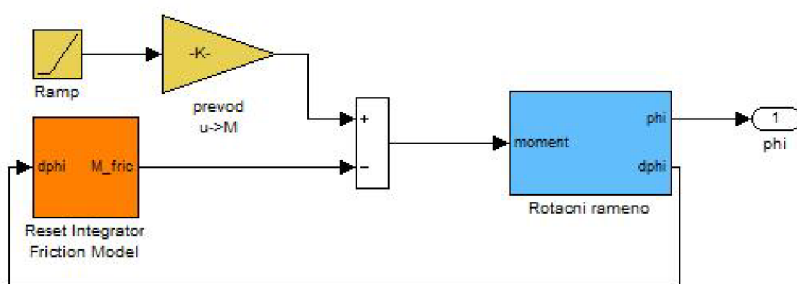 -K-
Ramp
prevod
u->M
+
−
dphi
M_fric
Reset Integrator
Friction Model
moment
phi
dphi
Rotacni rameno
1
phi